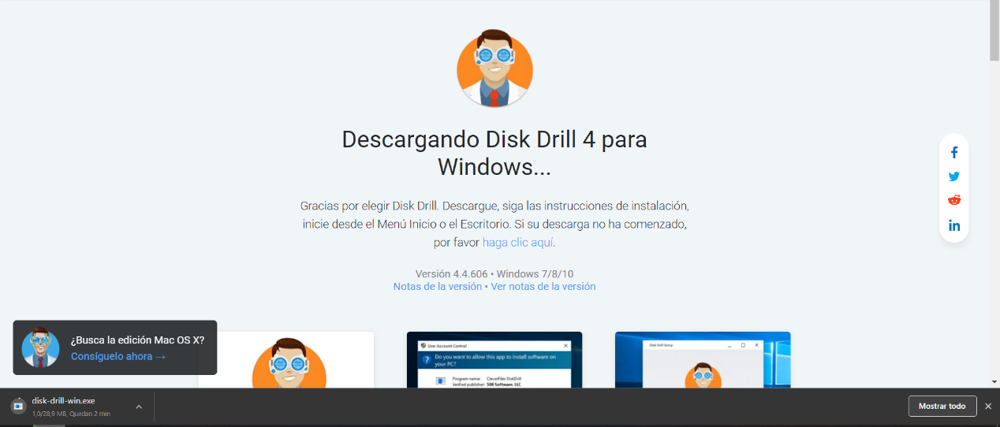 Descargando Disk Drill 4 para
Windows...
Gracias por elegir Disk Drill. Descargue, siga las instrucciones de instalación,
inicie desde el Menú Inicio o el Escritorio. Si su descarga no ha comenzado,
por favor haga clic aquí.
Versión 4.4.606 • Windows 7/8/10
Notas de la versión • Ver notas de la versión
¿Busca la edición Mac OS X?
Consíguelo ahora →
User Account Control
Do you want to allow this app to install software on
your PC?
Program name: CleverFiles DiskDrill
Verified publisher: 508 Software, LLC
Disk Drill Setup
disk-drill-win.exe
1,0/28,9 MB, Quedan 2 min
Mostrar todo